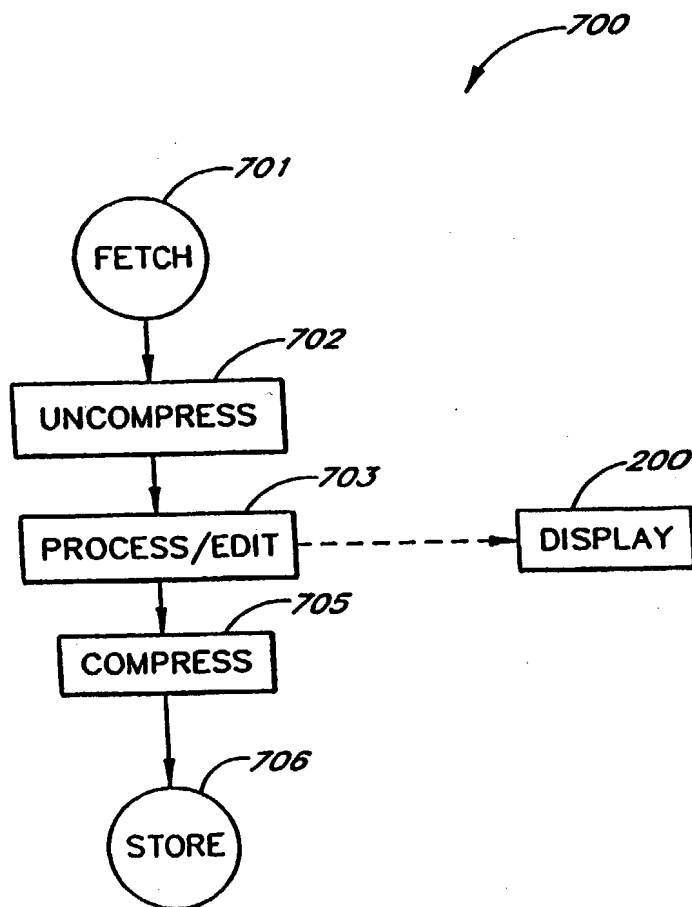 700
701
FETCH
702
UNCOMPRESS
703
200
PROCESS/EDIT
DISPLAY
705
COMPRESS
706
STORE